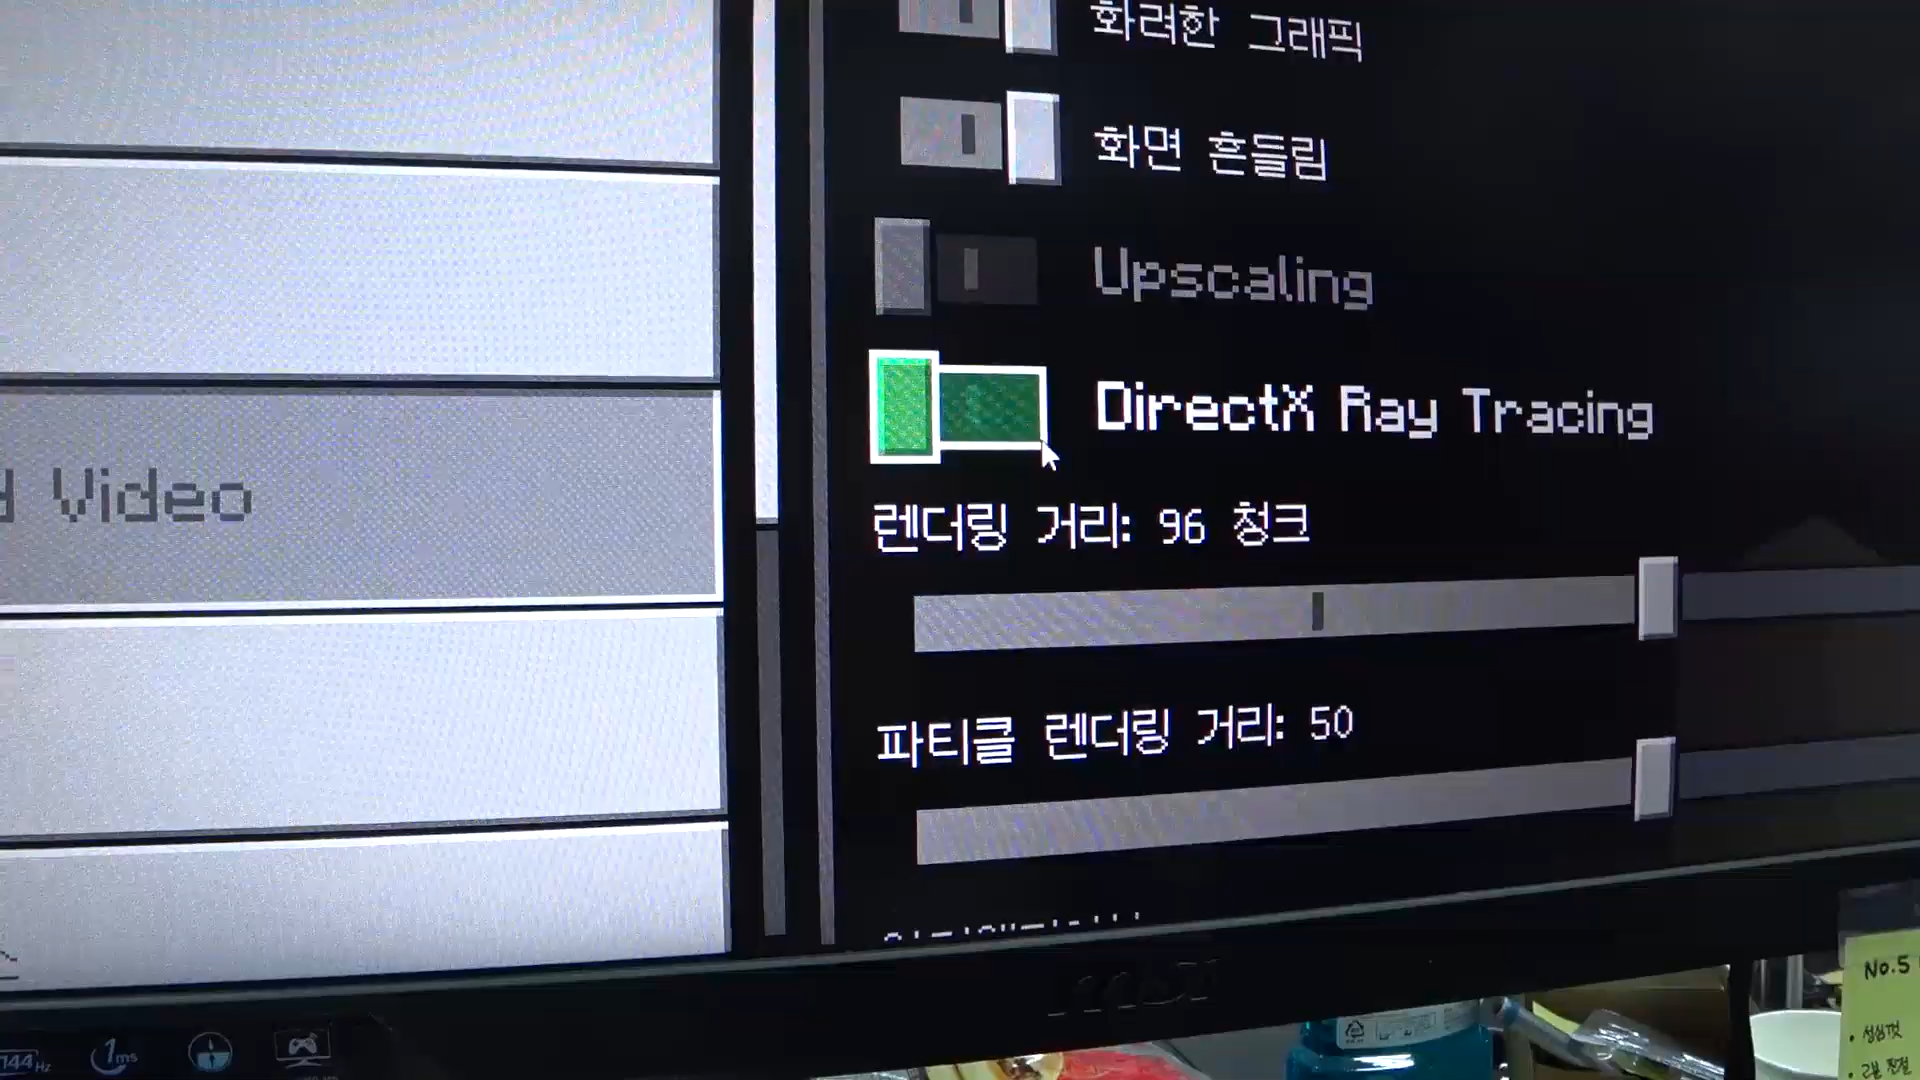 화려한 그래픽
화면 흔들림
Upscaling
DirectX Ray Tracing
Video
렌더링 거리: 96 청크
파티클 렌더링 거리: 50
msi
144Hz
1ms
No.5